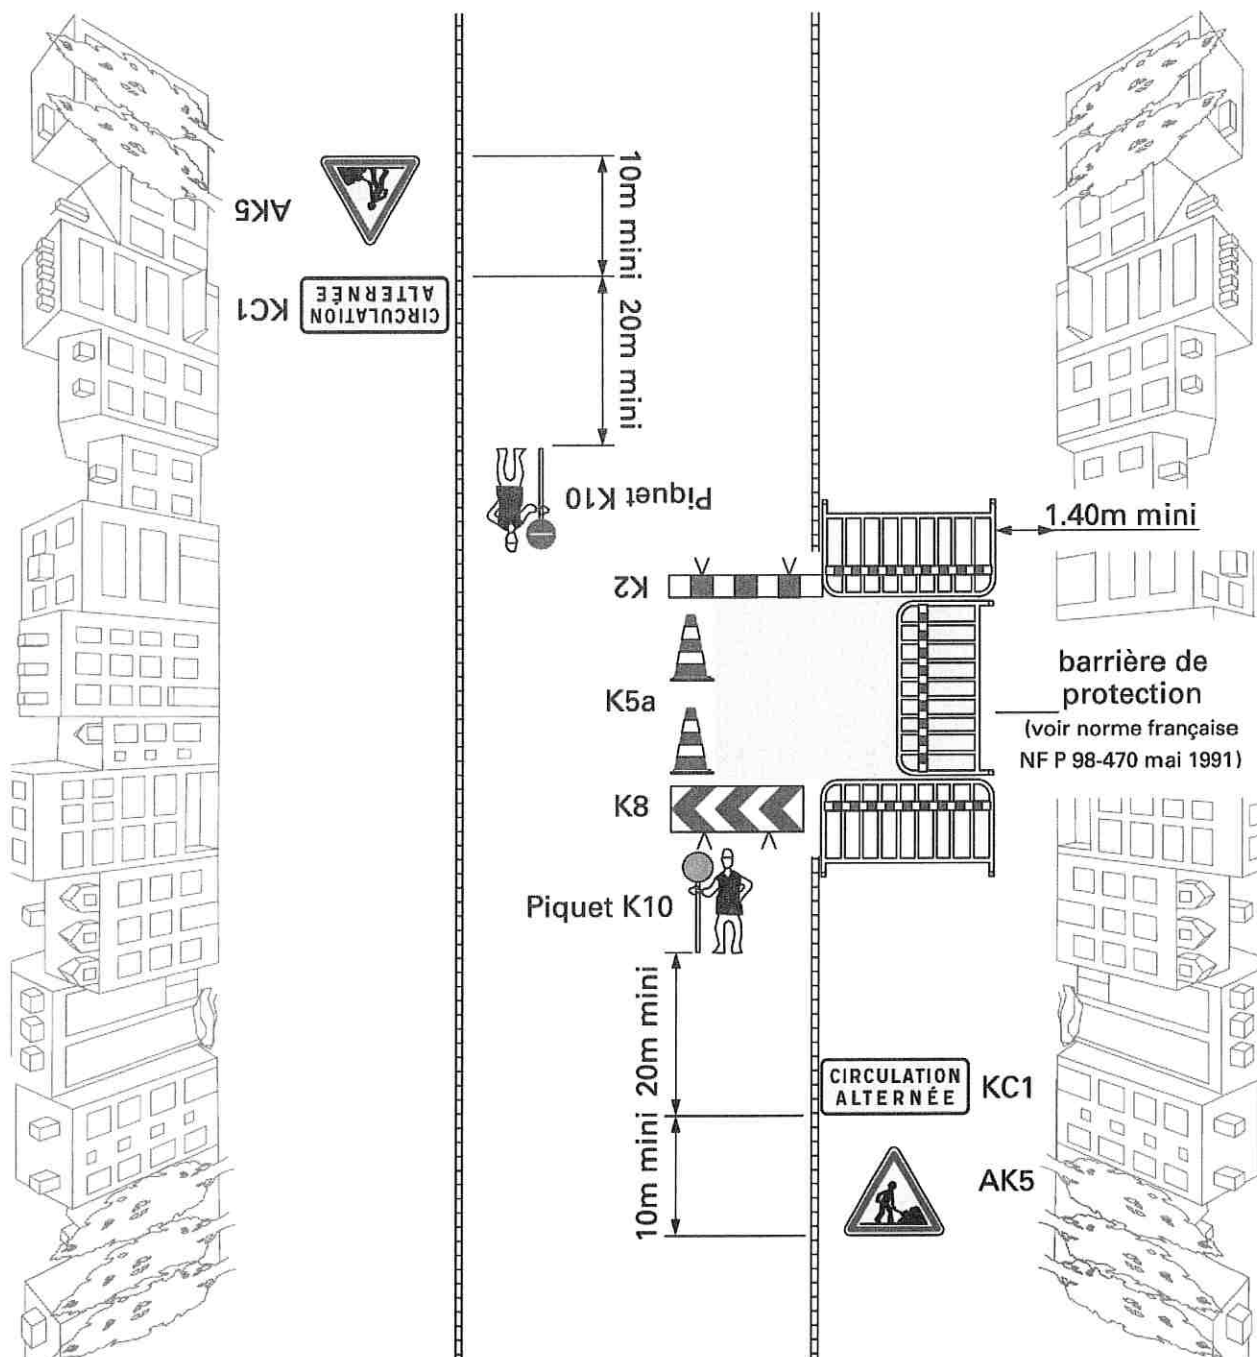 AK5
10m mini
CIRCULATION
ALTERNÉE
KC1
20m mini
Piquet K10
1.40m mini
K2
barrière de
protection
(voir norme française
NF P 98-470 mai 1991)
K5a
K8
Piquet K10
20m mini
CIRCULATION
ALTERNÉE
KC1
10m mini
AK5